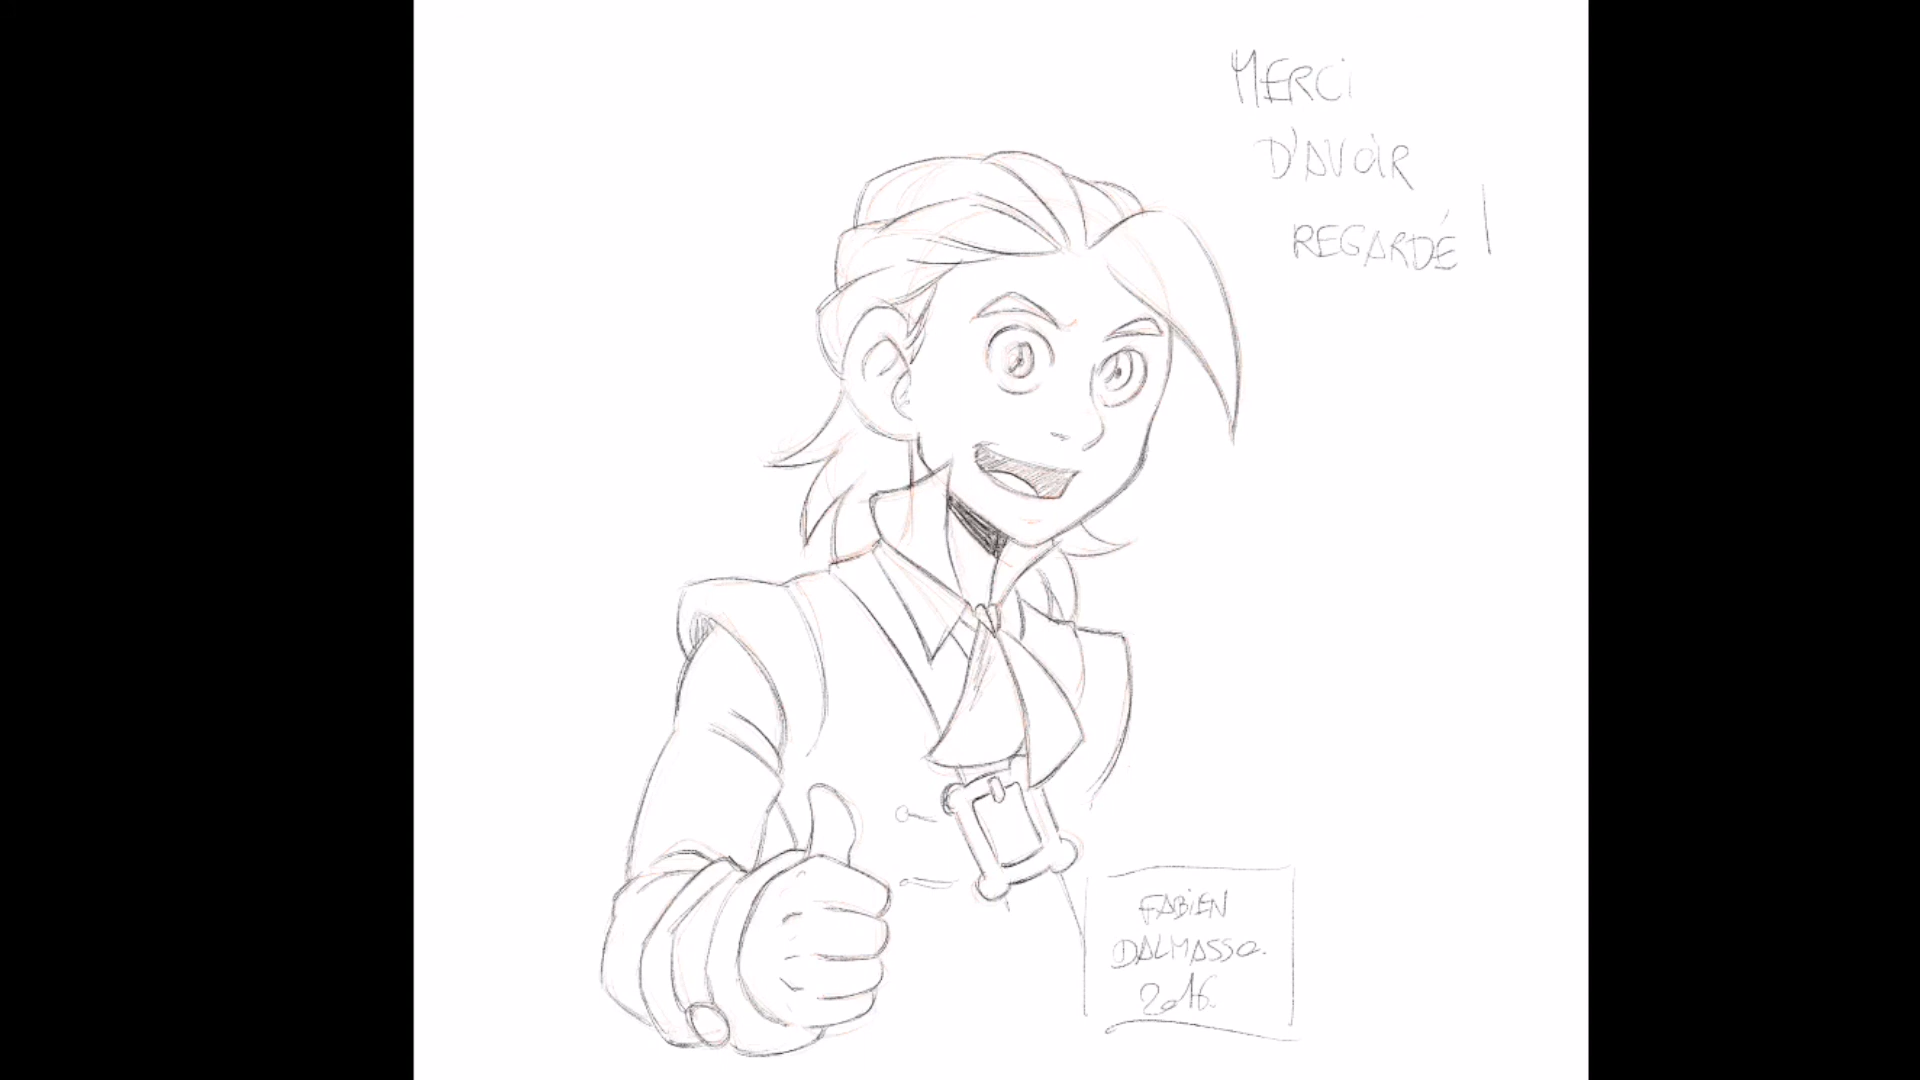 MERCi
D'AVOiR
REGARDÉ !
FABiEN
DALMASSO.
2016.